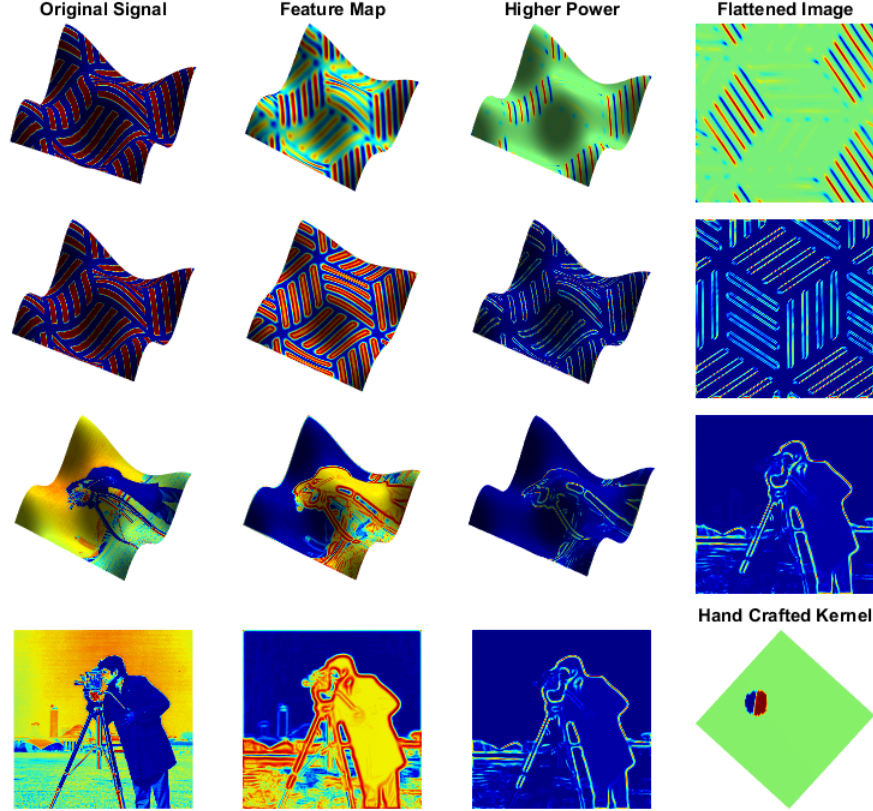 Original Signal
Feature Map
Higher Power
Flattened Image
Hand Crafted Kernel